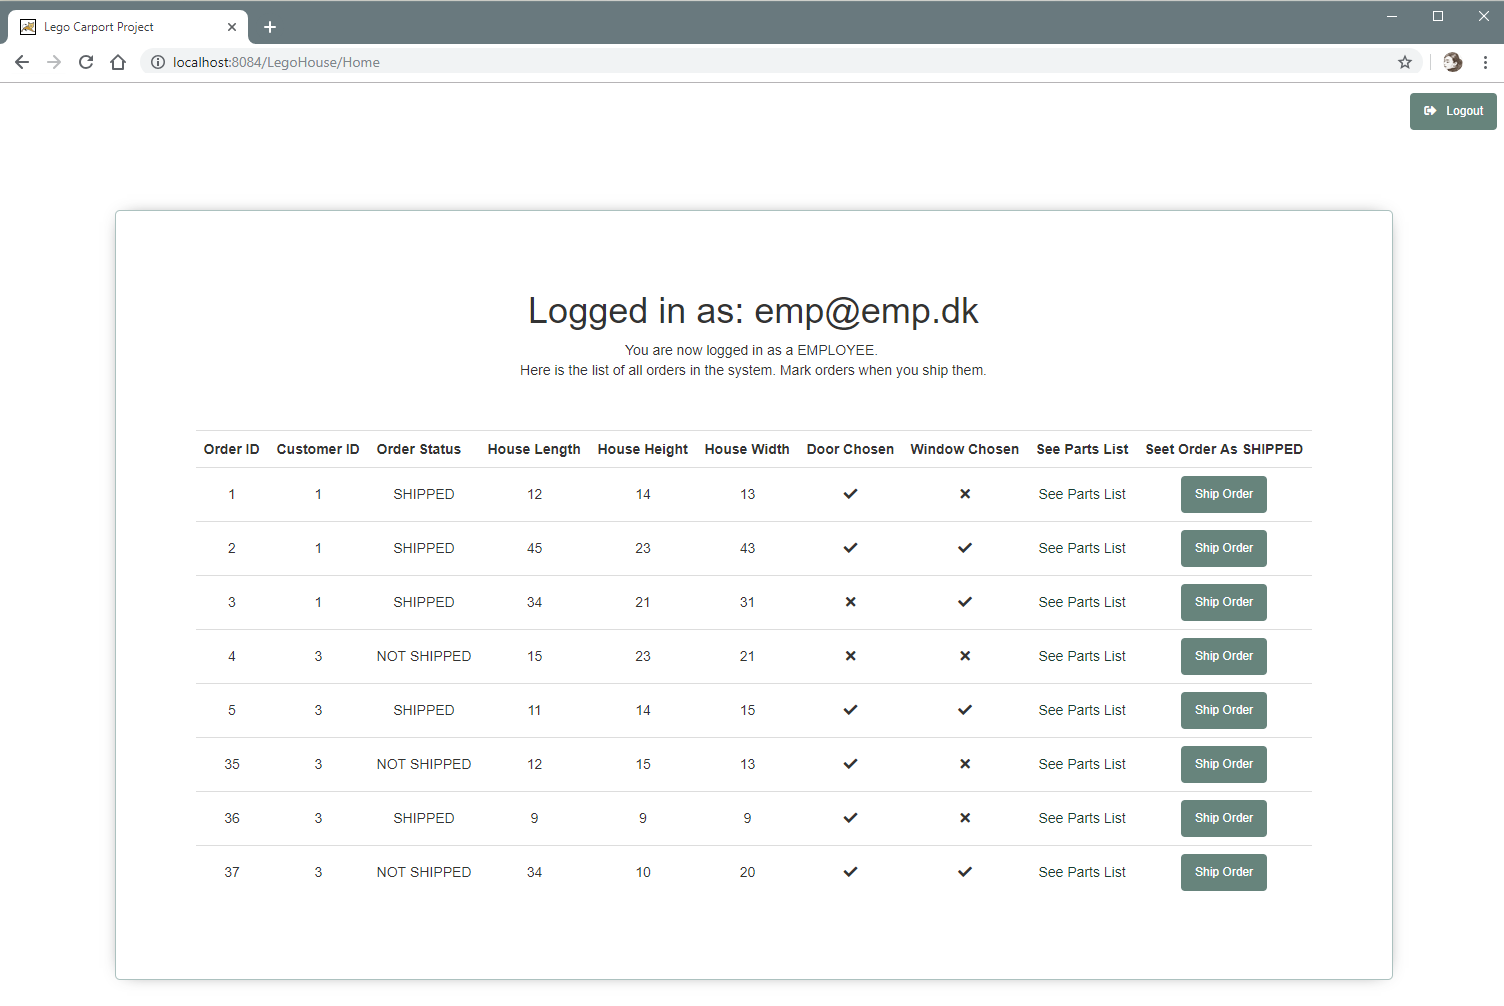 Lego Carport Project
localhost:8084/LegoHouse/Home
Logout
Logged in as: emp@emp.dk
You are now logged in as a EMPLOYEE.
Here is the list of all orders in the system. Mark orders when you ship them.
Order ID Customer ID Order Status House Length House Height House Width Door Chosen Window Chosen See Parts List Seet Order As SHIPPED
1 1 SHIPPED 12 14 13 ✔ ✖ See Parts List Ship Order
2 1 SHIPPED 45 23 43 ✔ ✔ See Parts List Ship Order
3 1 SHIPPED 34 21 31 ✖ ✔ See Parts List Ship Order
4 3 NOT SHIPPED 15 23 21 ✖ ✖ See Parts List Ship Order
5 3 SHIPPED 11 14 15 ✔ ✔ See Parts List Ship Order
35 3 NOT SHIPPED 12 15 13 ✔ ✖ See Parts List Ship Order
36 3 SHIPPED 9 9 9 ✔ ✖ See Parts List Ship Order
37 3 NOT SHIPPED 34 10 20 ✔ ✔ See Parts List Ship Order